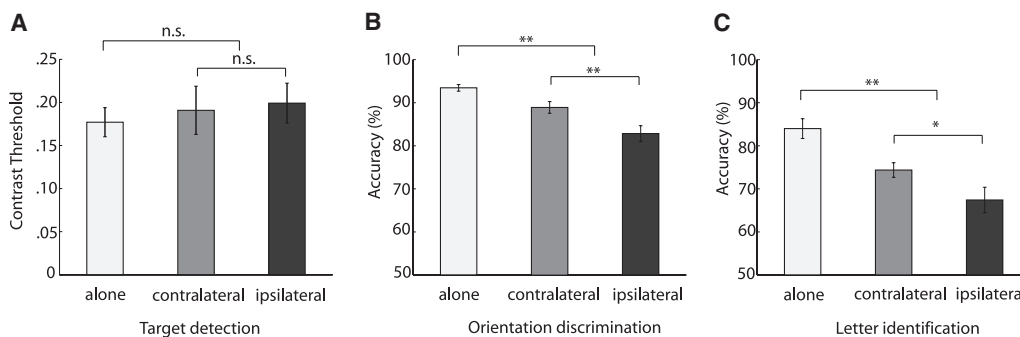 A
n.s.
n.s.
Contrast Threshold
.25
.20
.15
.10
.05
0
alone
contralateral
ipsilateral
Target detection
B
**
**
Accuracy (%)
100
90
80
70
60
50
alone
contralateral
ipsilateral
Orientation discrimination
C
**
*
Accuracy (%)
100
90
80
70
60
50
alone
contralateral
ipsilateral
Letter identification